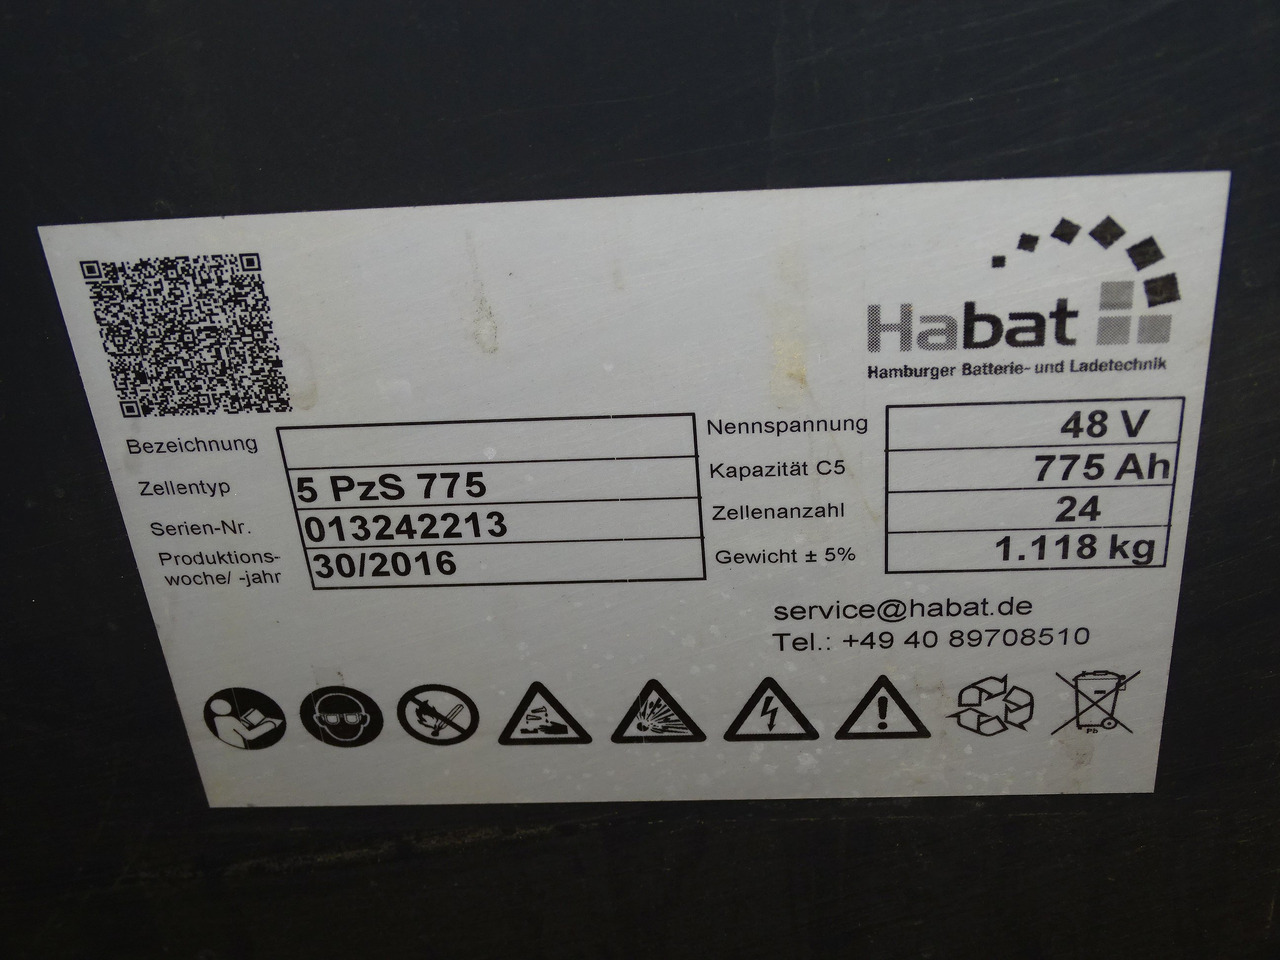 Habat
Hamburger Batterie- und Ladetechnik
Bezeichnung
Zellentyp 5 PzS 775
Serien-Nr. 013242213
Produktions-
woche/ -jahr 30/2016
Nennspannung 48 V
Kapazität C5 775 Ah
Zellenanzahl 24
Gewicht ± 5% 1.118 kg
service@habat.de
Tel.: +49 40 89708510
Pb